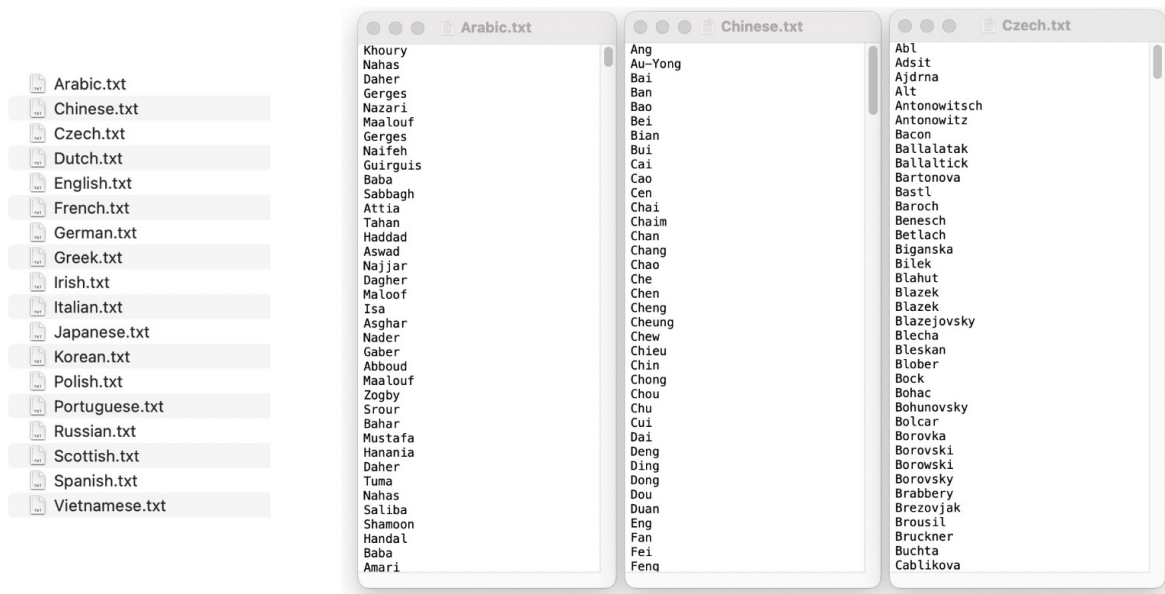 Arabic.txt
Chinese.txt
Czech.txt
Dutch.txt
English.txt
French.txt
German.txt
Greek.txt
Irish.txt
Italian.txt
Japanese.txt
Korean.txt
Polish.txt
Portuguese.txt
Russian.txt
Scottish.txt
Spanish.txt
Vietnamese.txt
Arabic.txt
Khoury
Nahas
Daher
Gerges
Nazari
Maalouf
Gerges
Naifeh
Guirguis
Baba
Sabbagh
Attia
Tahan
Haddad
Aswad
Najjar
Dagher
Maloof
Isa
Asghar
Nader
Gaber
Abboud
Maalouf
Zogby
Srour
Bahar
Mustafa
Hanania
Daher
Tuma
Nahas
Saliba
Shamoon
Handal
Baba
Amari
Chinese.txt
Ang
Au-Yong
Bai
Ban
Bao
Bei
Bian
Bui
Cai
Cao
Cen
Chai
Chaim
Chan
Chang
Chao
Che
Chen
Cheng
Cheung
Chew
Chieu
Chin
Chong
Chou
Chu
Cui
Dai
Deng
Ding
Dong
Dou
Duan
Eng
Fan
Fei
Feng
Czech.txt
Abl
Adsit
Ajdrna
Alt
Antonowitsch
Antonowitz
Bacon
Ballalatak
Ballaltick
Bartonova
Bastl
Baroch
Benesch
Betlach
Biganska
Bilek
Blahut
Blazek
Blazek
Blazejovsky
Blecha
Bleskan
Blober
Bock
Bohac
Bohunovsky
Bolcar
Borovka
Borovski
Borowski
Borovsky
Brabbery
Brezovjak
Brousil
Bruckner
Buchta
Cablikova